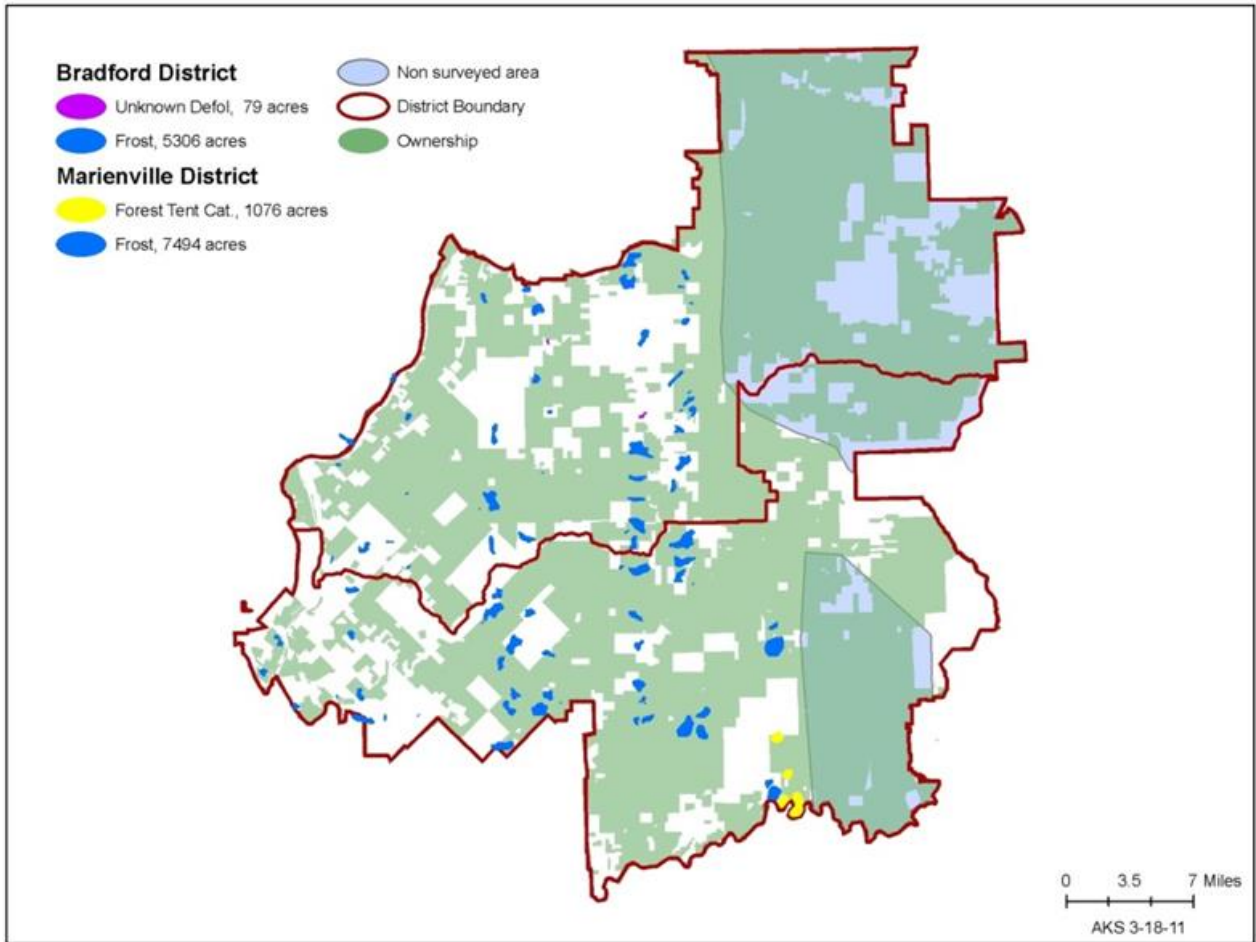 Bradford District
Unknown Defol, 79 acres
Frost, 5306 acres
Marienville District
Forest Tent Cat., 1076 acres
Frost, 7494 acres
Non surveyed area
District Boundary
Ownership
0 3.5 7 Miles
AKS 3-18-11